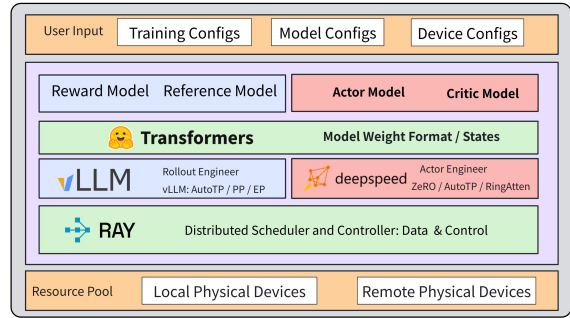 User Input
Training Configs
Model Configs
Device Configs
Reward Model Reference Model
Actor Model
Critic Model
Transformers
Model Weight Format / States
vLLM
Rollout Engineer
vLLM: AutoTP / PP / EP
deepspeed
Actor Engineer
ZeRO / AutoTP / RingAtten
RAY
Distributed Scheduler and Controller: Data & Control
Resource Pool
Local Physical Devices
Remote Physical Devices